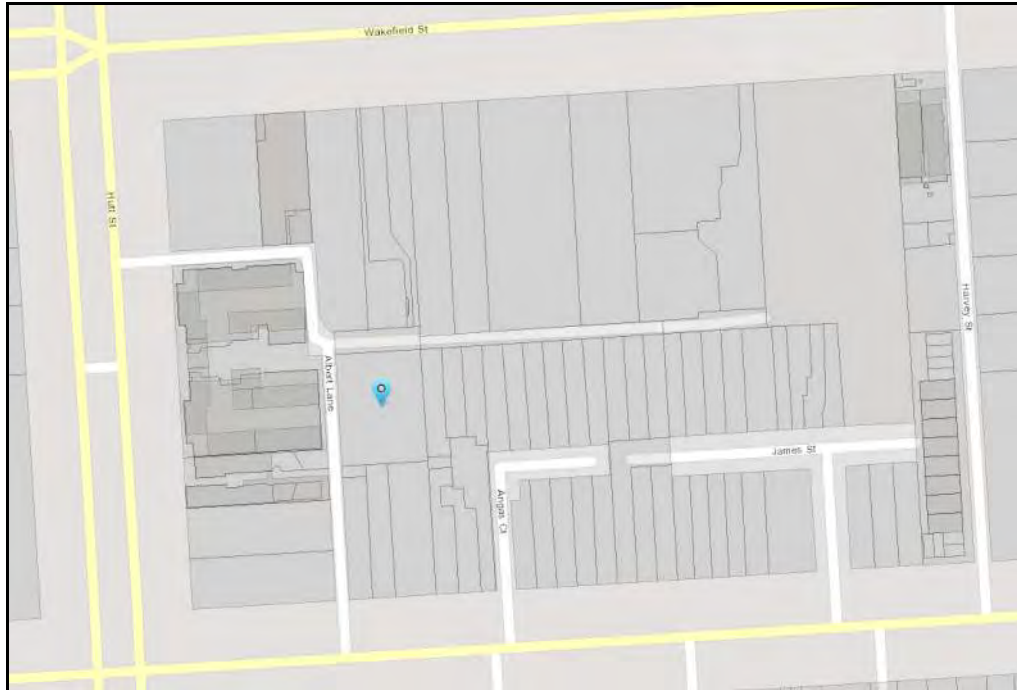 Wakefield St
Hutt St
Harvey St
Albert Lane
James St
Angas Ct